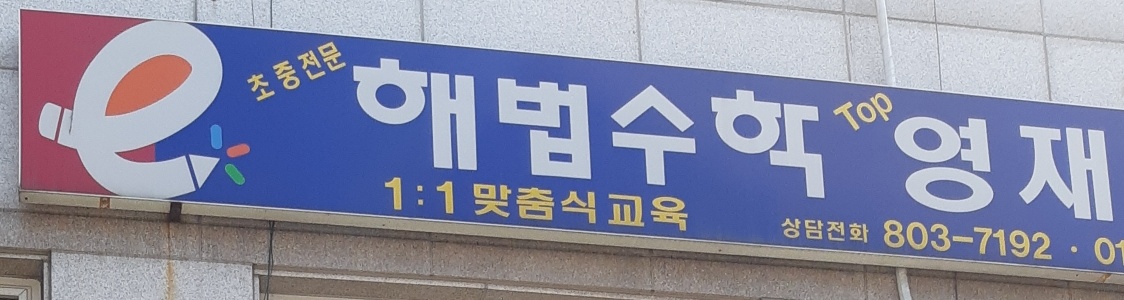 초중전문
해법수학 Top 영재
1:1 맞춤식교육
상담전화 803-7192 · 01